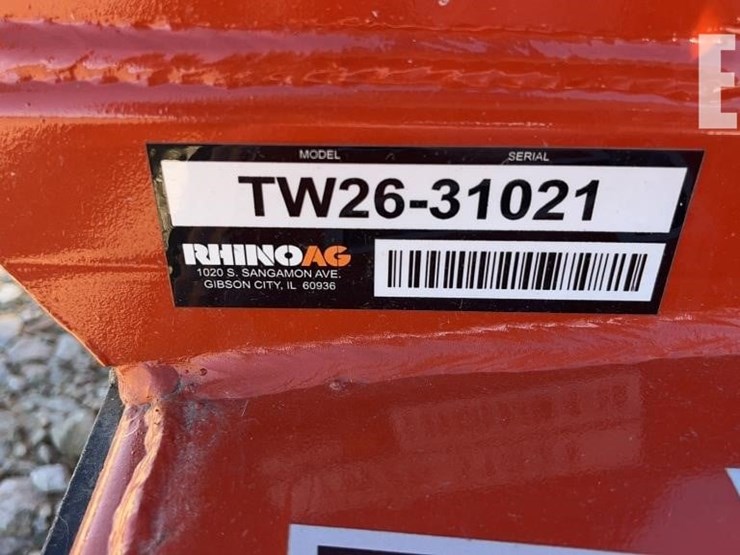 E
MODEL SERIAL
TW26-31021
RHINOAG
1020 S. SANGAMON AVE.
GIBSON CITY, IL 60936